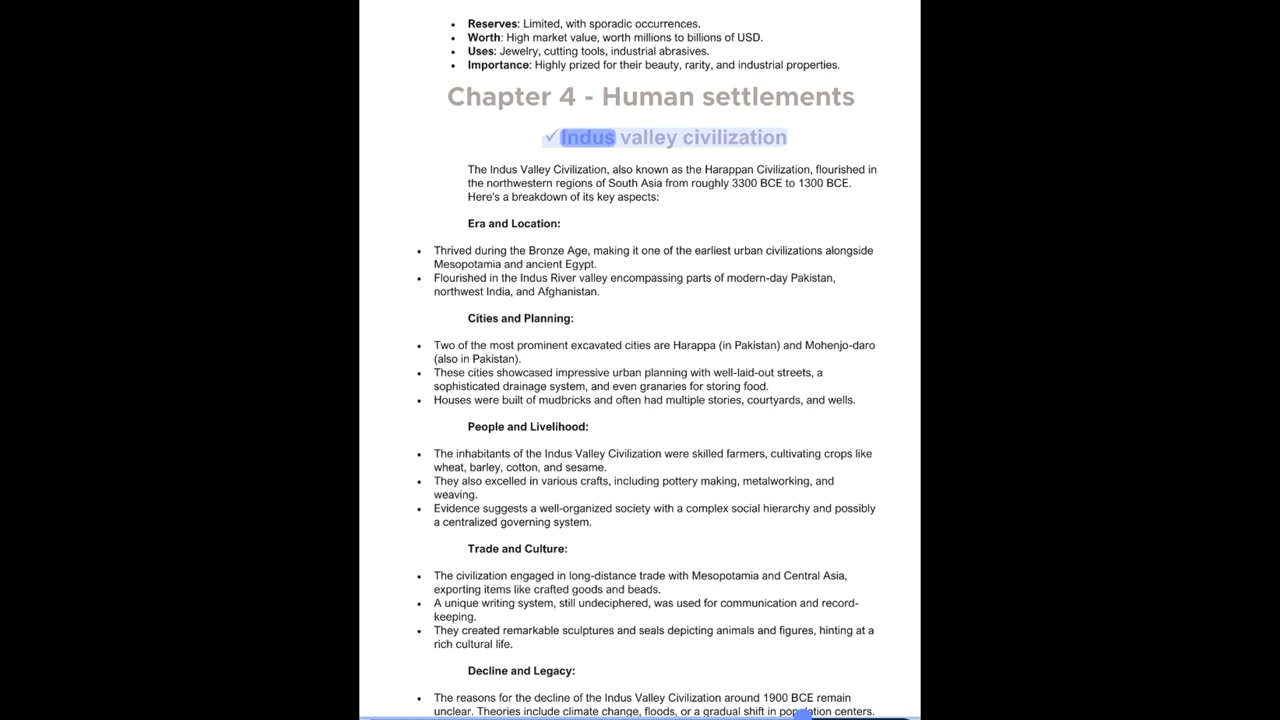 • Reserves: Limited, with sporadic occurrences.
• Worth: High market value, worth millions to billions of USD.
• Uses: Jewelry, cutting tools, industrial abrasives.
• Importance: Highly prized for their beauty, rarity, and industrial properties.
Chapter 4 - Human settlements
✓Indus valley civilization
The Indus Valley Civilization, also known as the Harappan Civilization, flourished in
the northwestern regions of South Asia from roughly 3300 BCE to 1300 BCE.
Here's a breakdown of its key aspects:
Era and Location:
• Thrived during the Bronze Age, making it one of the earliest urban civilizations alongside
Mesopotamia and ancient Egypt.
• Flourished in the Indus River valley encompassing parts of modern-day Pakistan,
northwest India, and Afghanistan.
Cities and Planning:
• Two of the most prominent excavated cities are Harappa (in Pakistan) and Mohenjo-daro
(also in Pakistan).
• These cities showcased impressive urban planning with well-laid-out streets, a
sophisticated drainage system, and even granaries for storing food.
• Houses were built of mudbricks and often had multiple stories, courtyards, and wells.
People and Livelihood:
• The inhabitants of the Indus Valley Civilization were skilled farmers, cultivating crops like
wheat, barley, cotton, and sesame.
• They also excelled in various crafts, including pottery making, metalworking, and
weaving.
• Evidence suggests a well-organized society with a complex social hierarchy and possibly
a centralized governing system.
Trade and Culture:
• The civilization engaged in long-distance trade with Mesopotamia and Central Asia,
exporting items like crafted goods and beads.
• A unique writing system, still undeciphered, was used for communication and record-
keeping.
• They created remarkable sculptures and seals depicting animals and figures, hinting at a
rich cultural life.
Decline and Legacy:
• The reasons for the decline of the Indus Valley Civilization around 1900 BCE remain
unclear. Theories include climate change, floods, or a gradual shift in population centers.